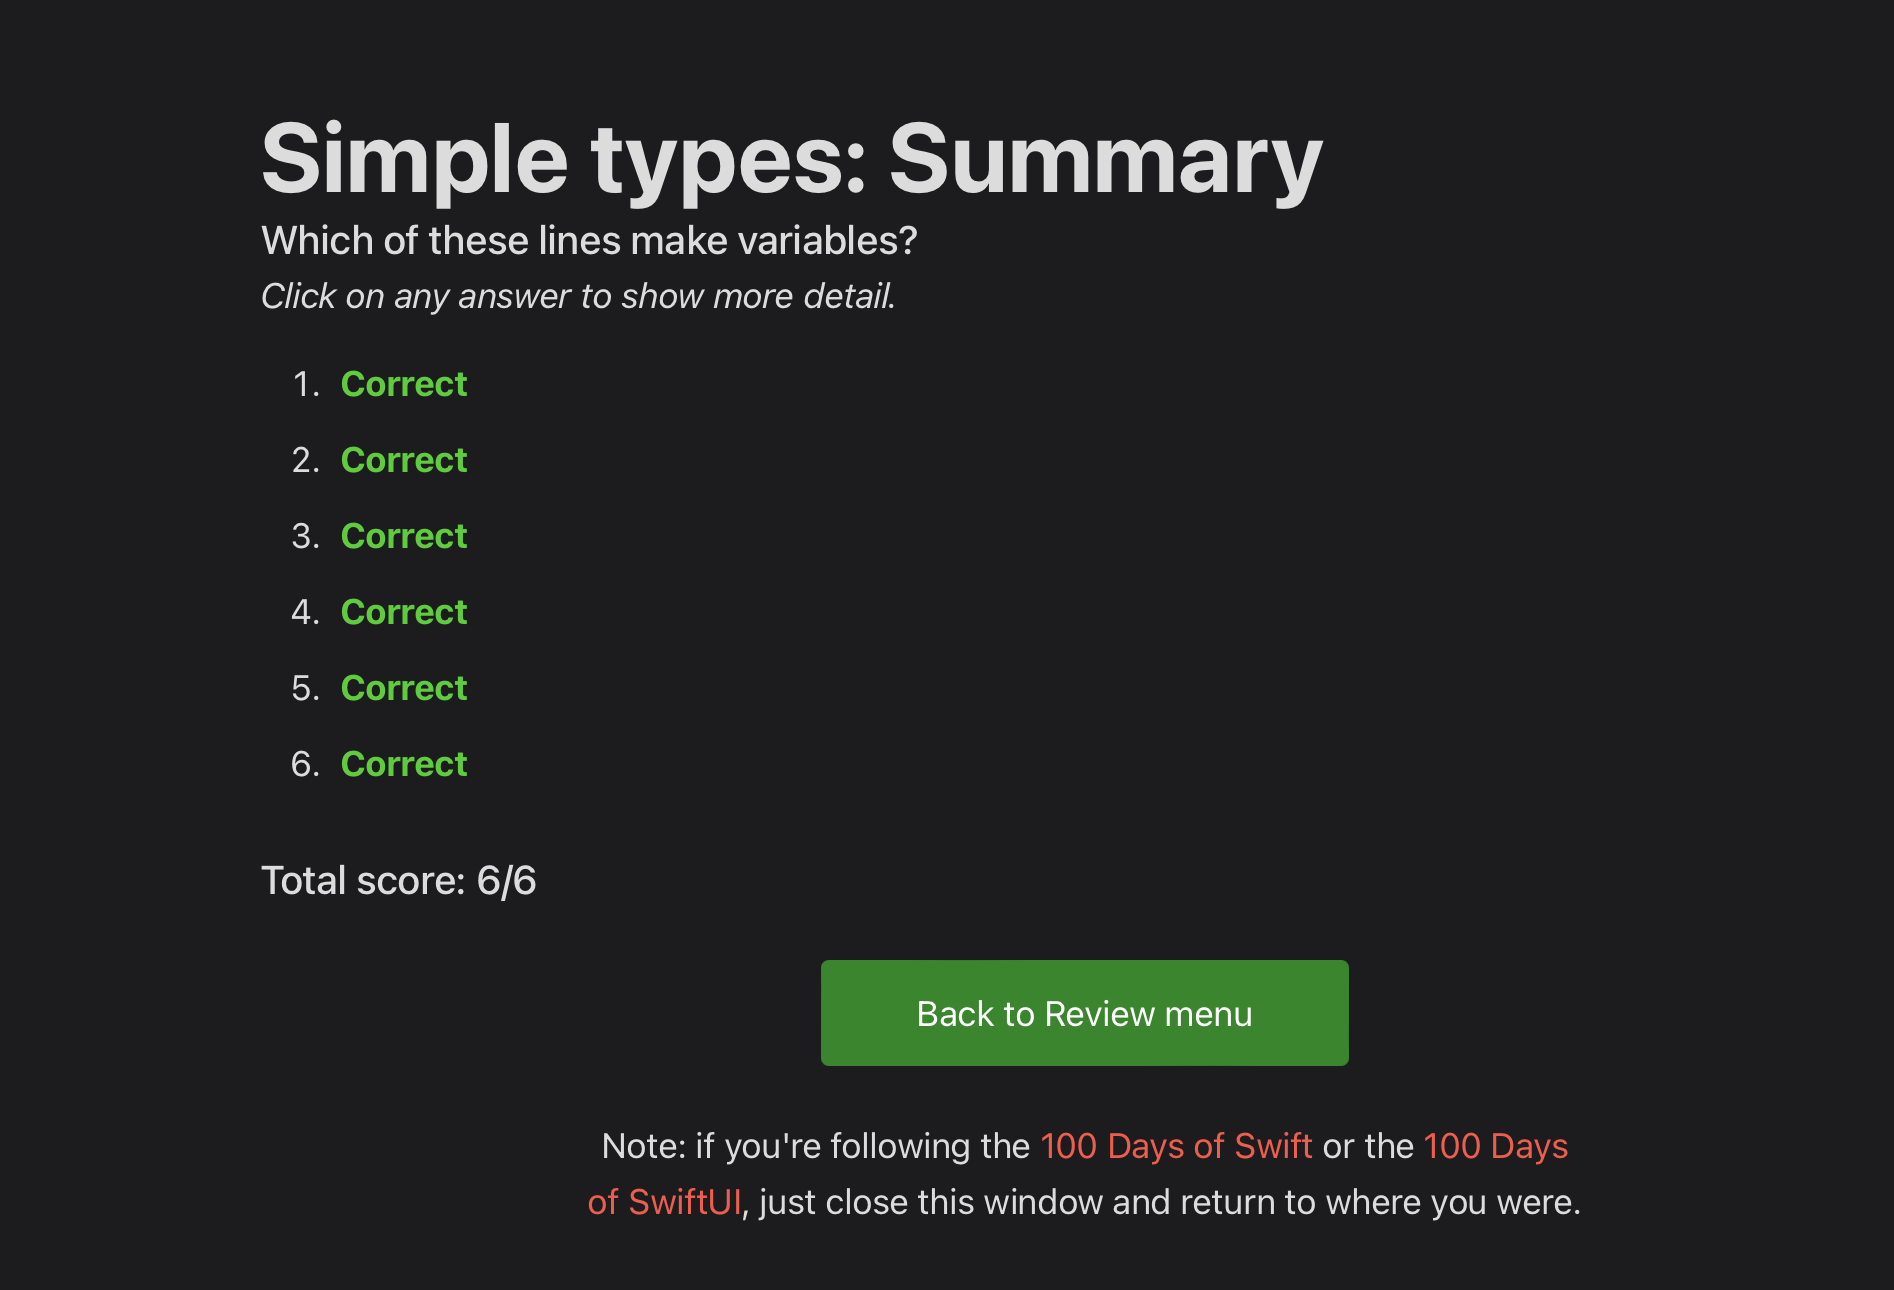 Simple types: Summary
Which of these lines make variables?
Click on any answer to show more detail.
1. Correct
2. Correct
3. Correct
4. Correct
5. Correct
6. Correct
Total score: 6/6
Back to Review menu
Note: if you're following the 100 Days of Swift or the 100 Days
of SwiftUI, just close this window and return to where you were.